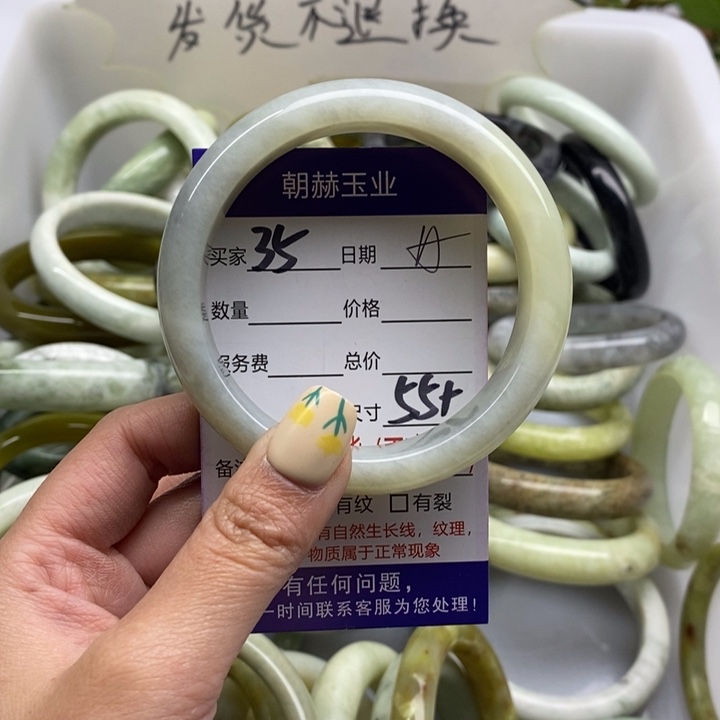 发货不退换
朝赫玉业
买家 35 日期 A
数量 价格
务费 总价
尺寸 55+
备
有纹 □有裂
有自然生长线，纹理，
物质属于正常现象
有任何问题，
一时间联系客服为您处理！